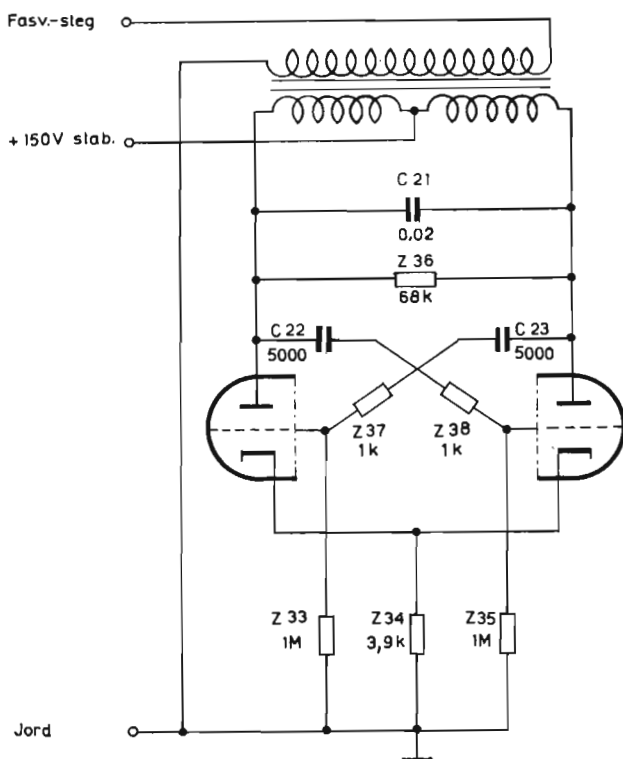 Fasv.-steg
+150V stab.
C 21
0,02
Z 36
68k
C 22
5000
C 23
5000
Z 37
1k
Z 38
1k
Z 33
1M
Z34
3,9k
Z35
1M
Jord